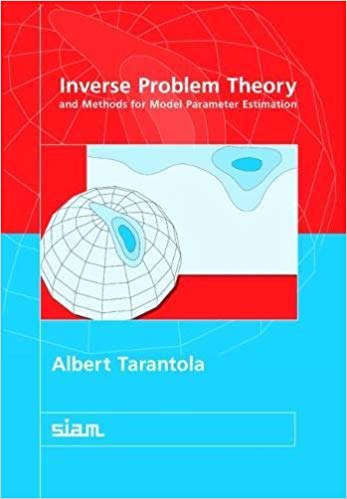 Inverse Problem Theory
and Methods for Model Parameter Estimation
Albert Tarantola
siam